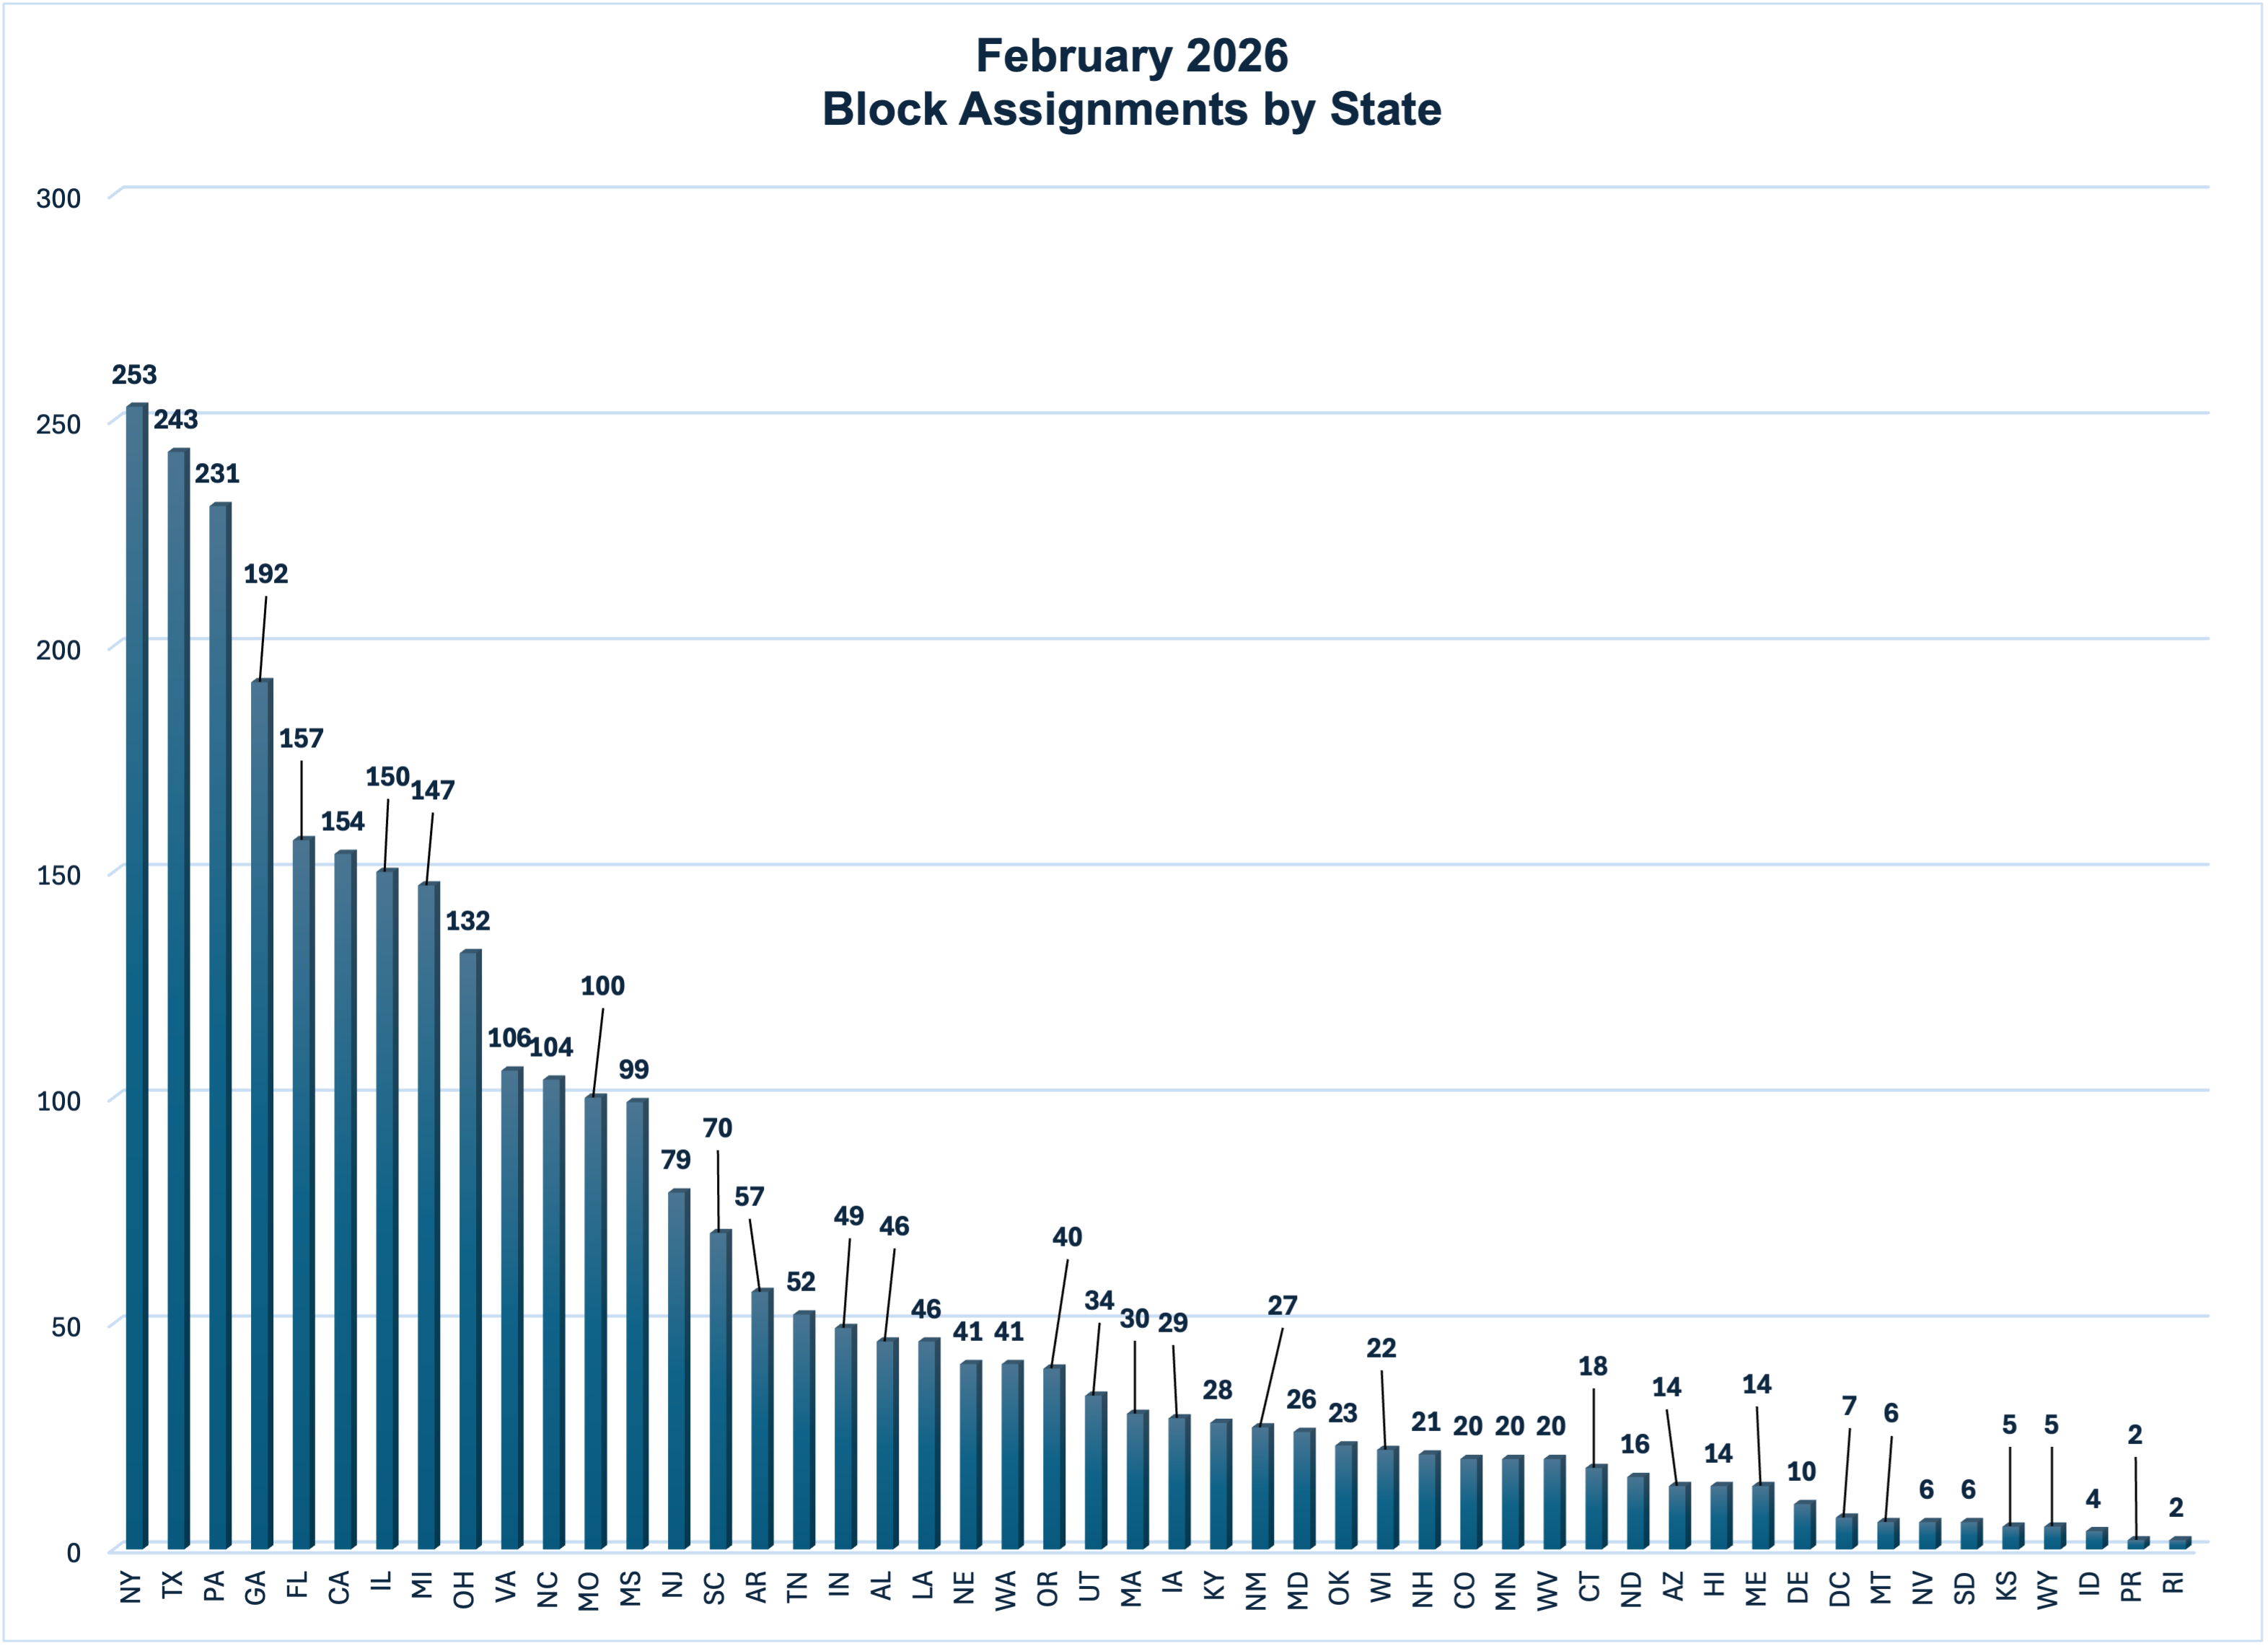 February 2026
Block Assignments by State
300
250
200
150
100
50
0
253
243
231
192
157
154
150
147
132
106
104
100
99
79
70
57
52
49
46
46
41
41
40
34
30
29
28
27
26
23
22
21
20
20
20
18
16
14
14
14
10
7
6
6
6
5
5
4
2
2
NY
TX
PA
GA
FL
CA
IL
MI
OH
VA
NC
MO
MS
NJ
SC
AR
TN
IN
AL
LA
NE
WA
OR
UT
MA
IA
KY
NM
MD
OK
WI
NH
CO
MN
WV
CT
ND
AZ
HI
ME
DE
DC
MT
NV
SD
KS
WY
ID
PR
RI